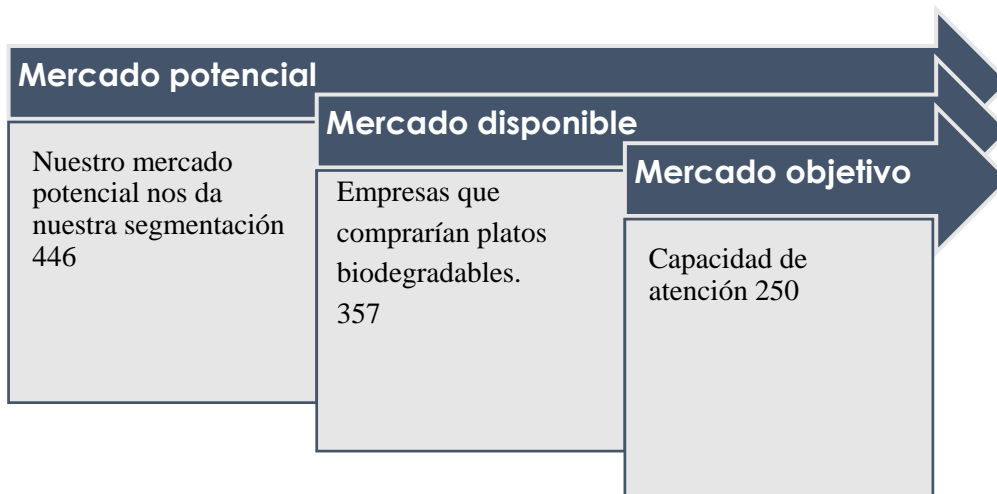 Mercado potencial
Nuestro mercado
potencial nos da
nuestra segmentación
446
Mercado disponible
Empresas que
comprarían platos
biodegradables.
357
Mercado objetivo
Capacidad de
atención 250